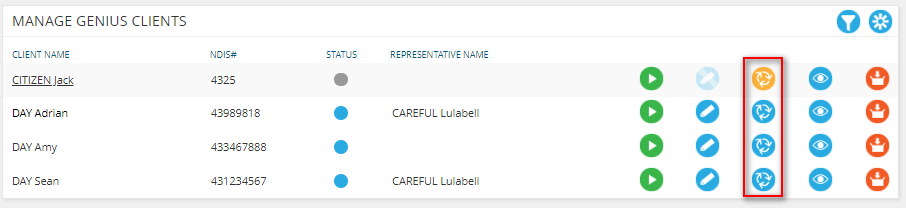 MANAGE GENIUS CLIENTS
CLIENT NAME NDIS# STATUS REPRESENTATIVE NAME
CITIZEN Jack 4325
DAY Adrian 43989818 CAREFUL Lulabell
DAY Amy 433467888
DAY Sean 431234567 CAREFUL Lulabell